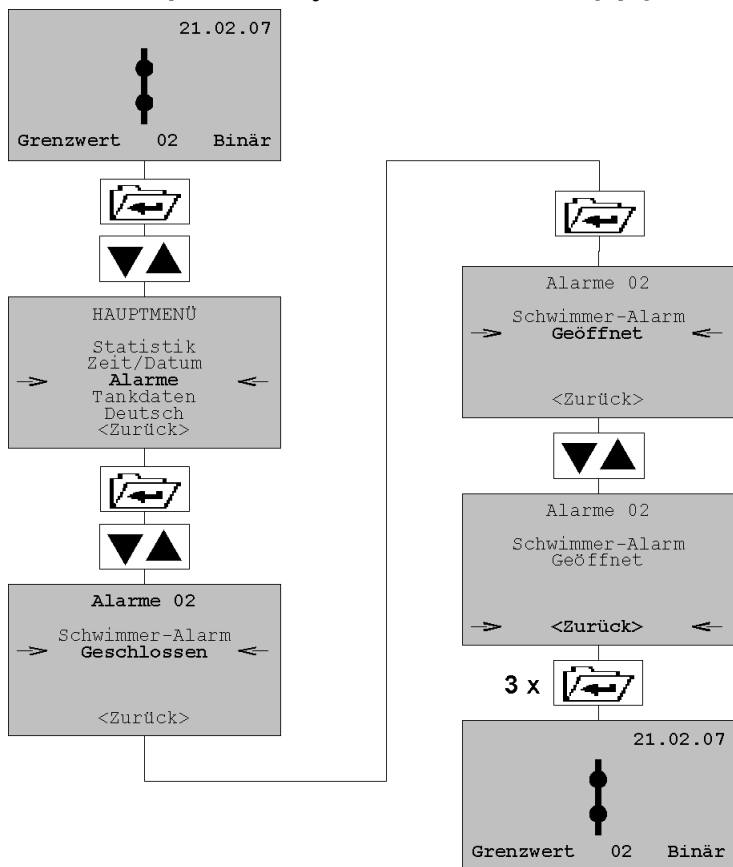 21.02.07
Grenzwert 02 Binär
HAUPTMENÜ
Statistik
Zeit/Datum
Alarme
Tankdaten
Deutsch
<Zurück>
Alarme 02
Schwimmer-Alarm
Geschlossen
<Zurück>
Alarme 02
Schwimmer-Alarm
Geöffnet
<Zurück>
Alarme 02
Schwimmer-Alarm
Geöffnet
<Zurück>
3 x
21.02.07
Grenzwert 02 Binär